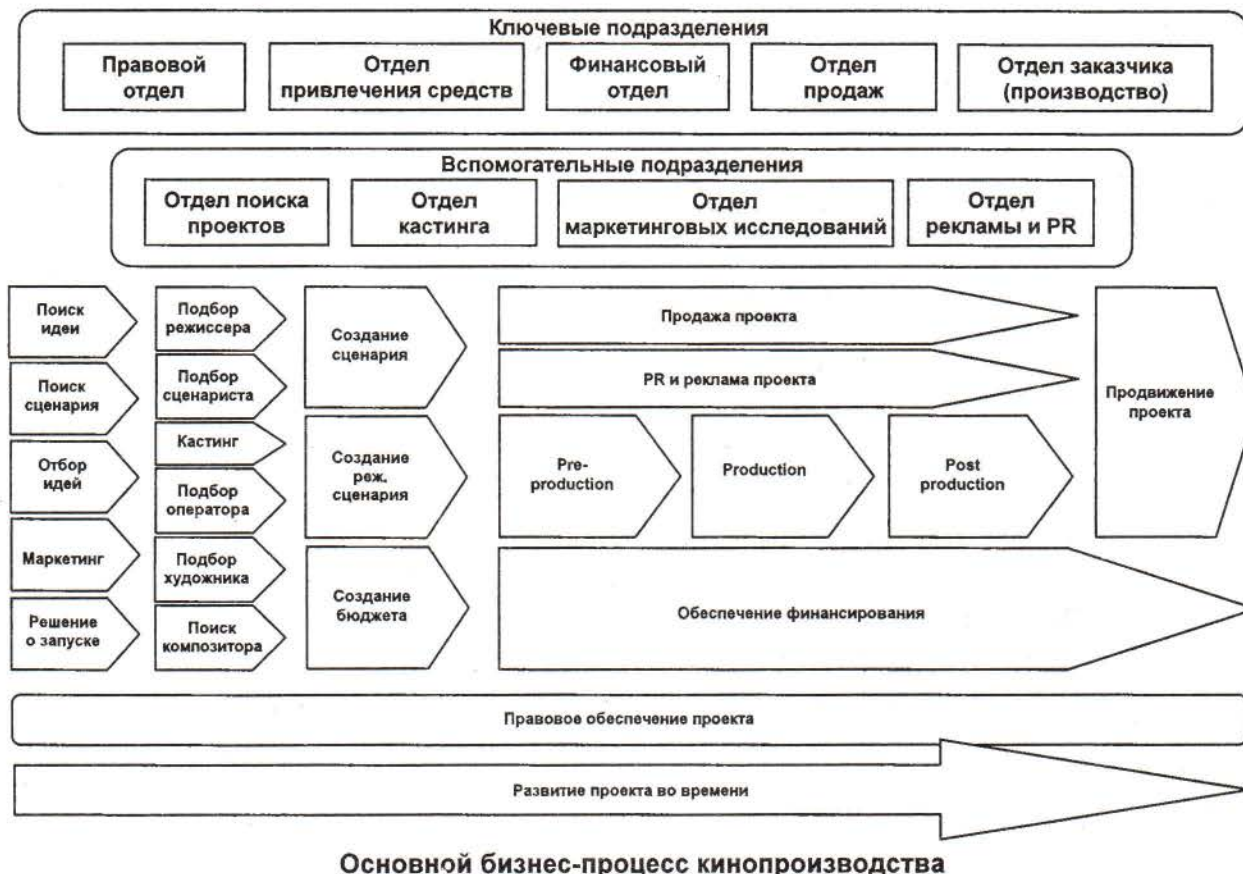 Ключевые подразделения
Правовой
отдел
Отдел
привлечения средств
Финансовый
отдел
Отдел
продаж
Отдел заказчика
(производство)
Вспомогательные подразделения
Отдел поиска
проектов
Отдел
кастинга
Отдел
маркетинговых исследований
Отдел
рекламы и PR
Поиск
идеи
Поиск
сценария
Отбор
идей
Маркетинг
Решение
о запуске
Подбор
режиссера
Подбор
сценариста
Кастинг
Подбор
оператора
Подбор
художника
Поиск
композитора
Создание
сценария
Создание
реж.
сценария
Создание
бюджета
Продажа проекта
PR и реклама проекта
Pre-
production
Production
Post
production
Обеспечение финансирования
Продвижение
проекта
Правовое обеспечение проекта
Развитие проекта во времени
Основной бизнес-процесс кинопроизводства